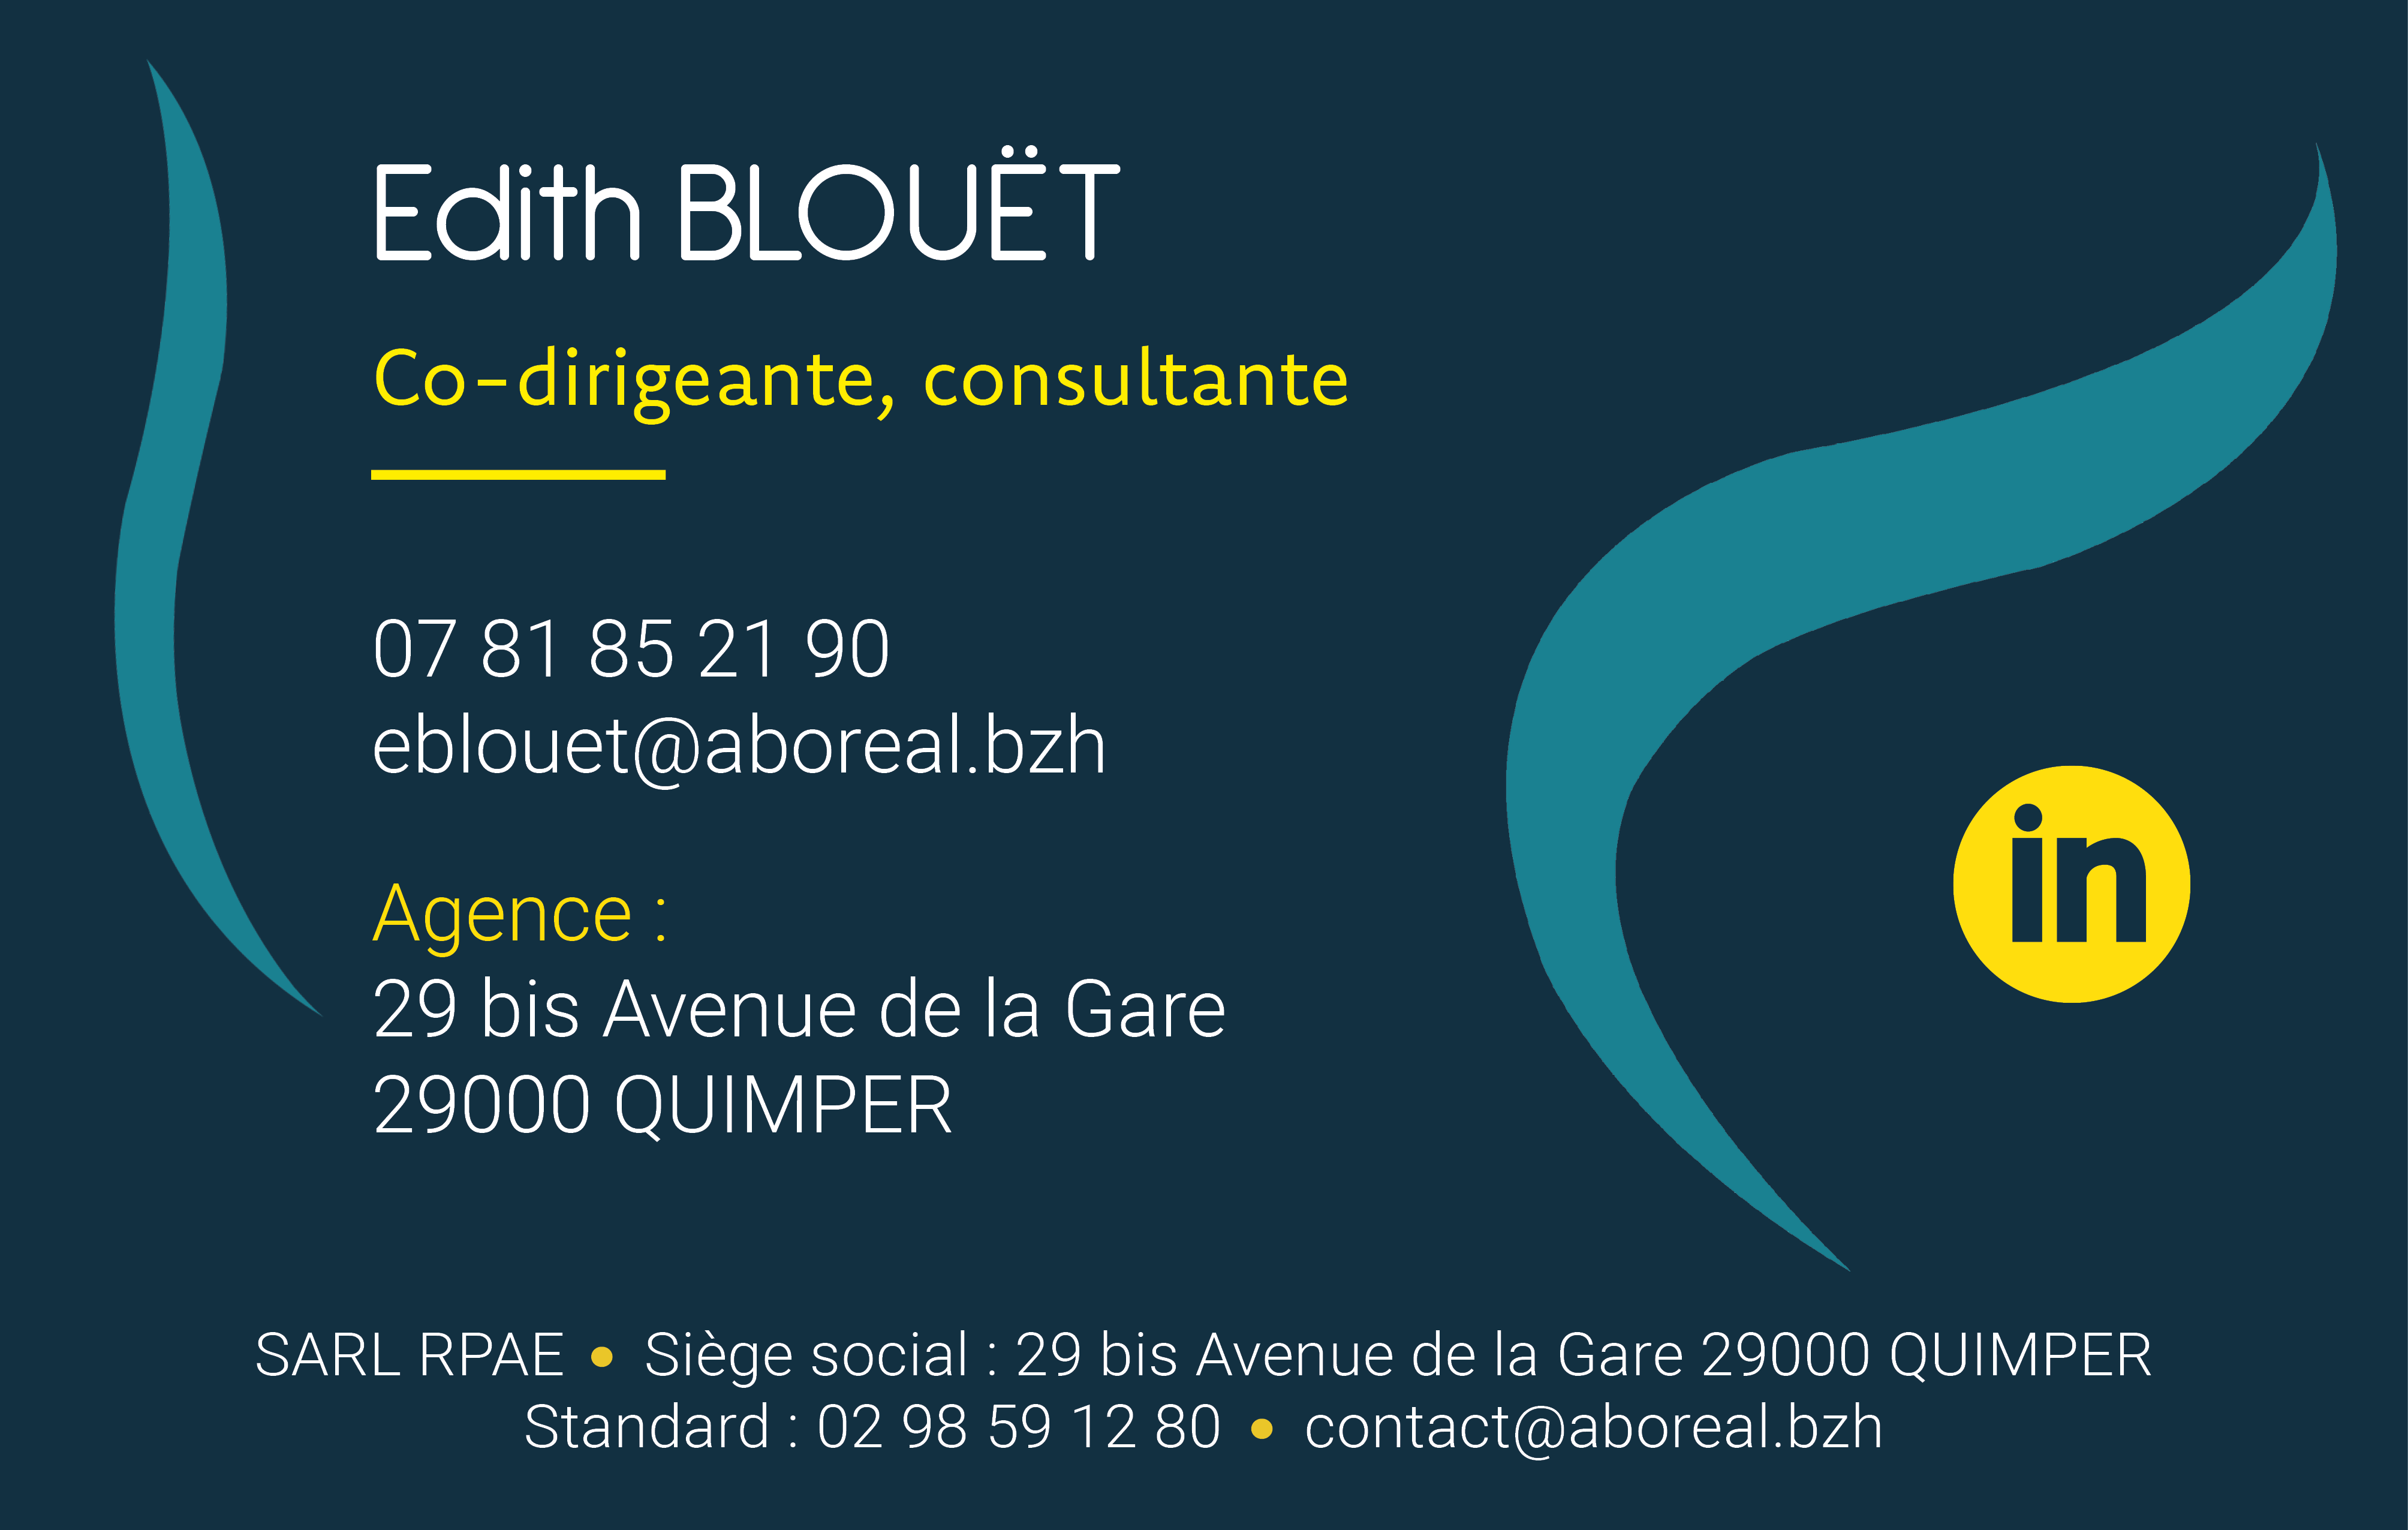 Edith BLOUËT
Co-dirigeante, consultante
07 81 85 21 90
eblouet@aboreal.bzh
in
Agence :
29 bis Avenue de la Gare
29000 QUIMPER
SARL RPAE • Siège social : 29 bis Avenue de la Gare 29000 QUIMPER
Standard : 02 98 59 12 80 • contact@aboreal.bzh